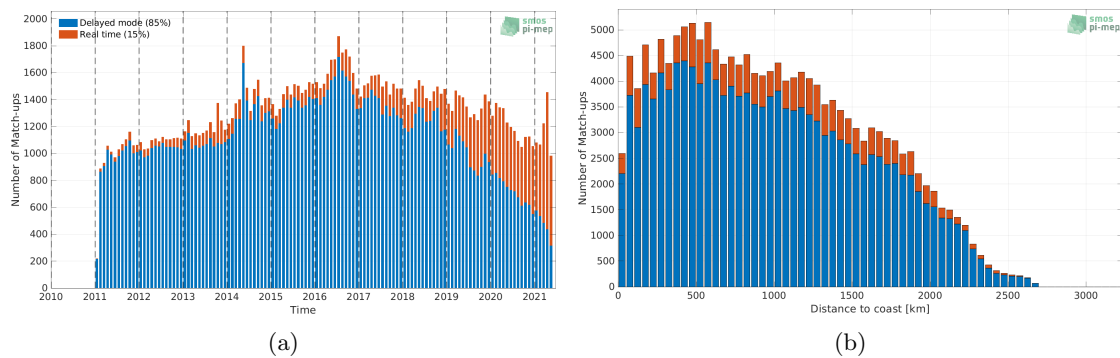 2000
1800
1600
1400
1200
1000
800
600
400
200
0
Number of Match-ups
Delayed mode (85%)
Real time (15%)
smos
pi-mep
2010 2011 2012 2013 2014 2015 2016 2017 2018 2019 2020 2021
Time
(a)
5000
4500
4000
3500
3000
2500
2000
1500
1000
500
0
Number of Match-ups
smos
pi-mep
0 500 1000 1500 2000 2500 3000
Distance to coast [km]
(b)